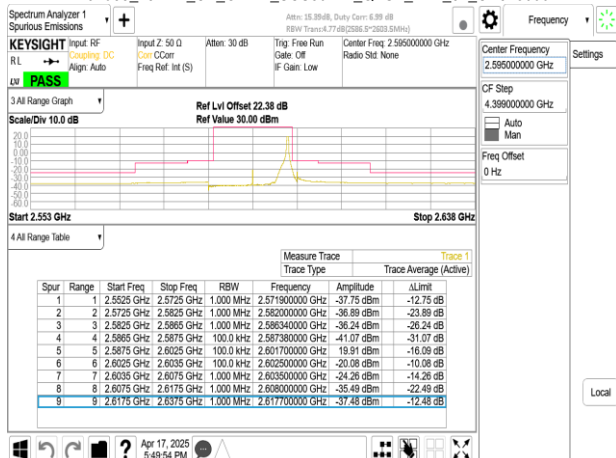 Spectrum Analyzer 1
Spurious Emissions
Attn: 15.39dB, Duty Corr: 6.99 dB
RBW Trans:4.77dB(2586.5~2603.5MHz)
Frequency
Settings
KEYSIGHT
Input: RF
Input Z: 50 Ω
Atten: 30 dB
Trig: Free Run
Center Freq: 2.595000000 GHz
RL
Coupling: DC
Corr CCorr
Gate: Off
Radio Std: None
Align: Auto
Freq Ref: Int (S)
IF Gain: Low
LXI
PASS
Center Frequency
2.595000000 GHz
CF Step
4.399000000 GHz
Auto
Man
Freq Offset
0 Hz
3 All Range Graph
Ref Lvl Offset 22.38 dB
Scale/Div 10.0 dB
Ref Value 30.00 dBm
20.0
10.0
0.00
-10.0
-20.0
-30.0
-40.0
-50.0
-60.0
Start 2.553 GHz
Stop 2.638 GHz
4 All Range Table
Measure Trace
Trace 1
Trace Type
Trace Average (Active)
Spur Range Start Freq Stop Freq RBW Frequency Amplitude ΔLimit
1 1 2.5525 GHz 2.5725 GHz 1.000 MHz 2.571900000 GHz -37.75 dBm -12.75 dB
2 2 2.5725 GHz 2.5825 GHz 1.000 MHz 2.582000000 GHz -36.89 dBm -23.89 dB
3 3 2.5825 GHz 2.5865 GHz 1.000 MHz 2.586340000 GHz -36.24 dBm -26.24 dB
4 4 2.5865 GHz 2.5875 GHz 100.0 kHz 2.587380000 GHz -41.07 dBm -31.07 dB
5 5 2.5875 GHz 2.6025 GHz 100.0 kHz 2.601700000 GHz 19.91 dBm -16.09 dB
6 6 2.6025 GHz 2.6035 GHz 100.0 kHz 2.602500000 GHz -20.08 dBm -10.08 dB
7 7 2.6035 GHz 2.6075 GHz 1.000 MHz 2.603500000 GHz -24.26 dBm -14.26 dB
8 8 2.6075 GHz 2.6175 GHz 1.000 MHz 2.608000000 GHz -35.49 dBm -22.49 dB
9 9 2.6175 GHz 2.6375 GHz 1.000 MHz 2.617700000 GHz -37.48 dBm -12.48 dB
Local
Apr 17, 2025
5:49:54 PM